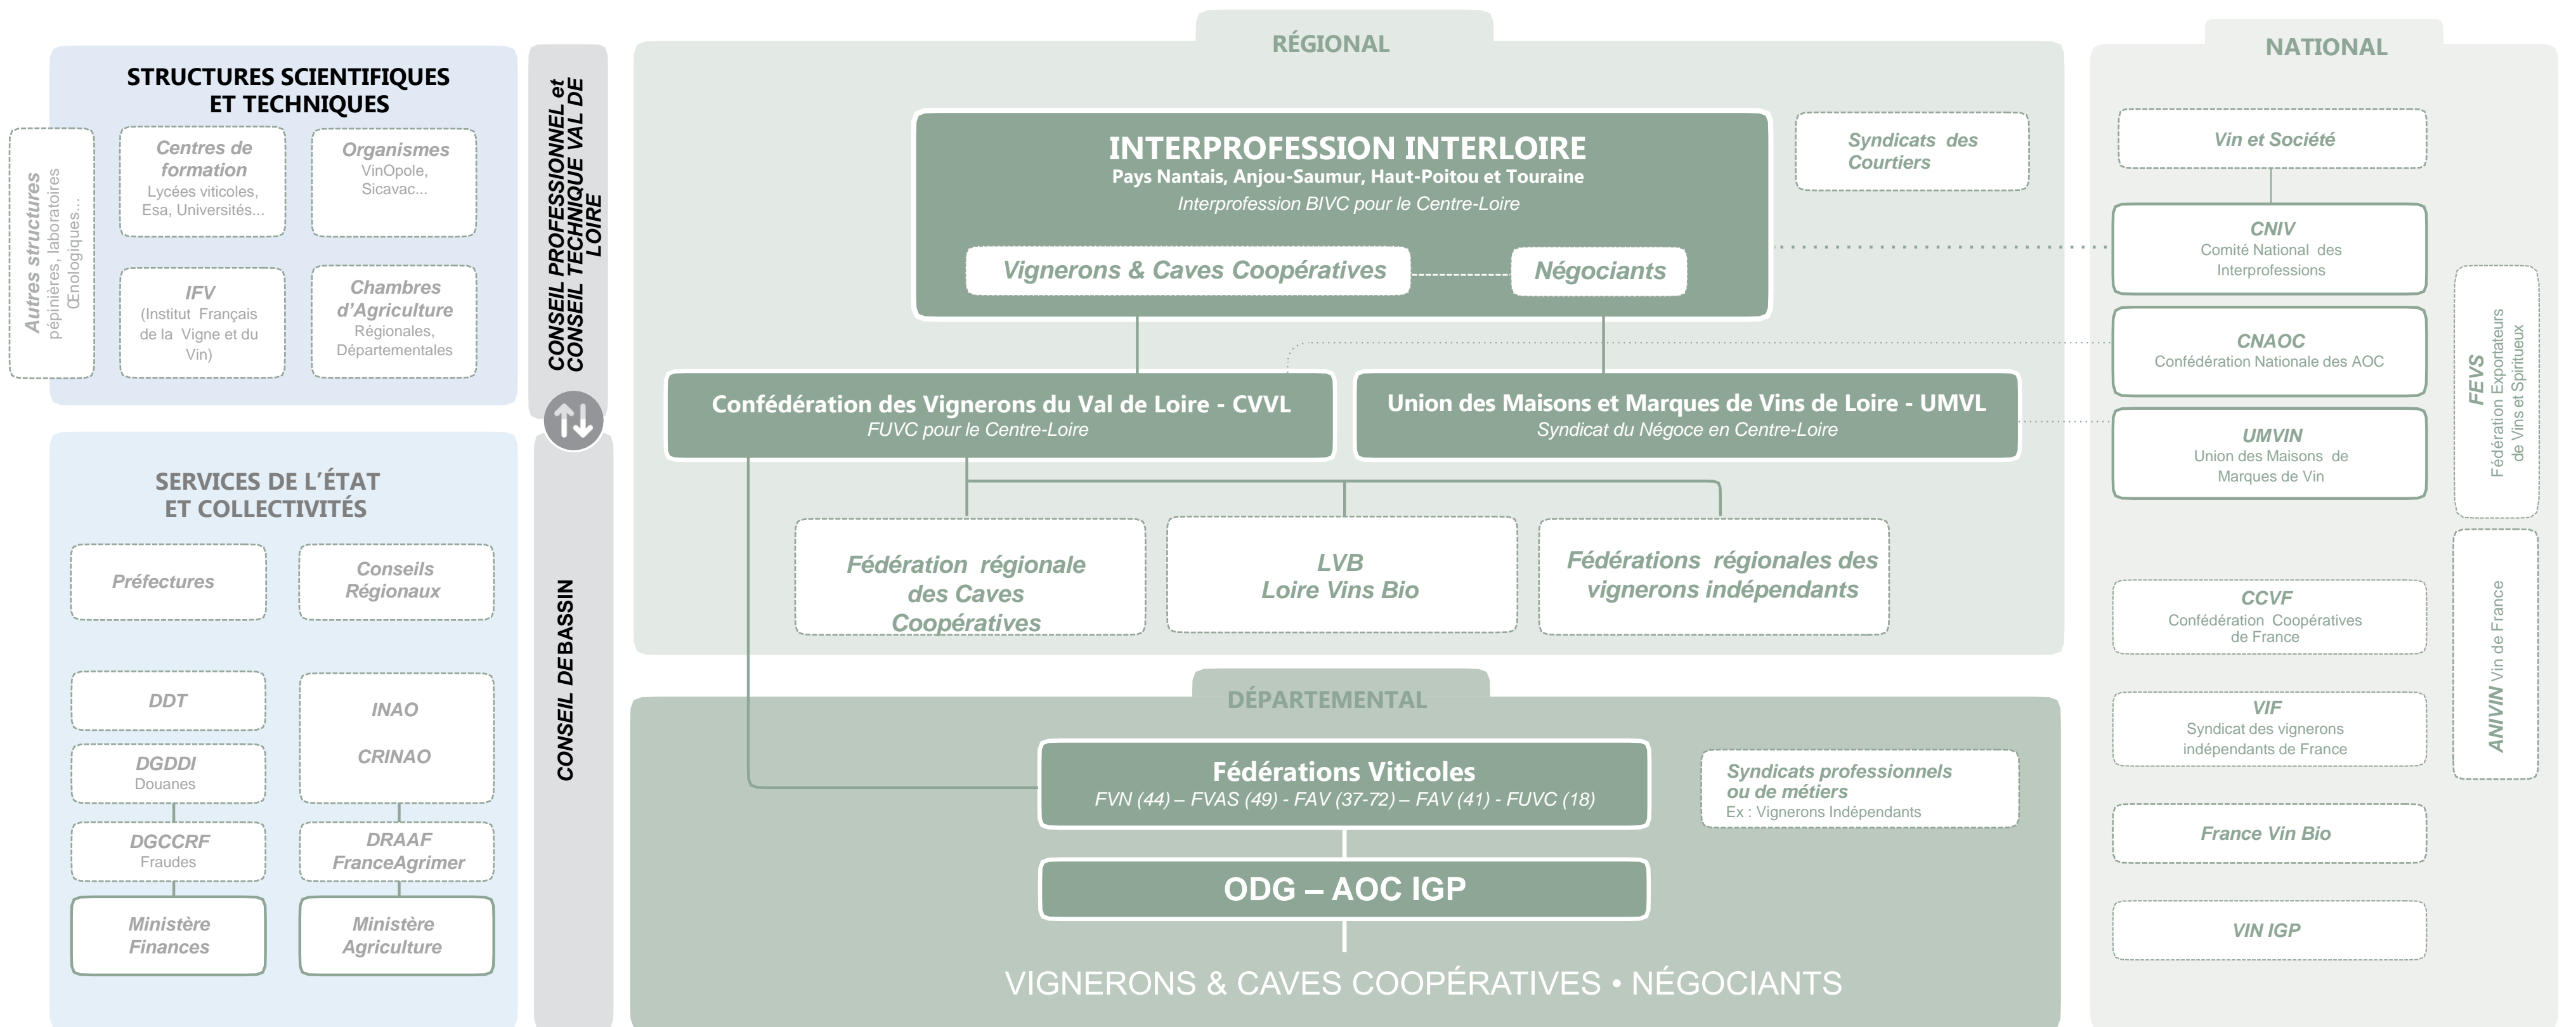 STRUCTURES SCIENTIFIQUES
ET TECHNIQUES
Autres structures
pépinières, laboratoires
Œnologiques...
Centres de
formation
Lycées viticoles,
Esa, Universités...
Organismes
VinOpole,
Sicavac...
IFV
(Institut Français
de la Vigne et du
Vin)
Chambres
d’Agriculture
Régionales,
Départementales
CONSEIL PROFESSIONNEL et
CONSEIL TECHNIQUE VAL DE
LOIRE
SERVICES DE L’ÉTAT
ET COLLECTIVITÉS
Préfectures
Conseils
Régionaux
DDT
INAO
CRINAO
DGDDI
Douanes
DGCCRF
Fraudes
DRAAF
FranceAgrimer
Ministère
Finances
Ministère
Agriculture
CONSEIL DE BASSIN
RÉGIONAL
INTERPROFESSION INTERLOIRE
Pays Nantais, Anjou-Saumur, Haut-Poitou et Touraine
Interprofession BIVC pour le Centre-Loire
Vignerons & Caves Coopératives
Négociants
Syndicats des
Courtiers
Confédération des Vignerons du Val de Loire - CVVL
FUVC pour le Centre-Loire
Union des Maisons et Marques de Vins de Loire - UMVL
Syndicat du Négoce en Centre-Loire
Fédération régionale
des Caves
Coopératives
LVB
Loire Vins Bio
Fédérations régionales des
vignerons indépendants
DÉPARTEMENTAL
Fédérations Viticoles
FVN (44) – FVAS (49) - FAV (37-72) – FAV (41) - FUVC (18)
Syndicats professionnels
ou de métiers
Ex : Vignerons Indépendants
ODG – AOC IGP
VIGNERONS & CAVES COOPÉRATIVES • NÉGOCIANTS
NATIONAL
Vin et Société
CNIV
Comité National des
Interprofessions
CNAOC
Confédération Nationale des AOC
UMVIN
Union des Maisons de
Marques de Vin
FEVS
Fédération Exportateurs
de Vins et Spiritueux
CCVF
Confédération Coopératives
de France
VIF
Syndicat des vignerons
indépendants de France
ANIVIN Vin de France
France Vin Bio
VIN IGP